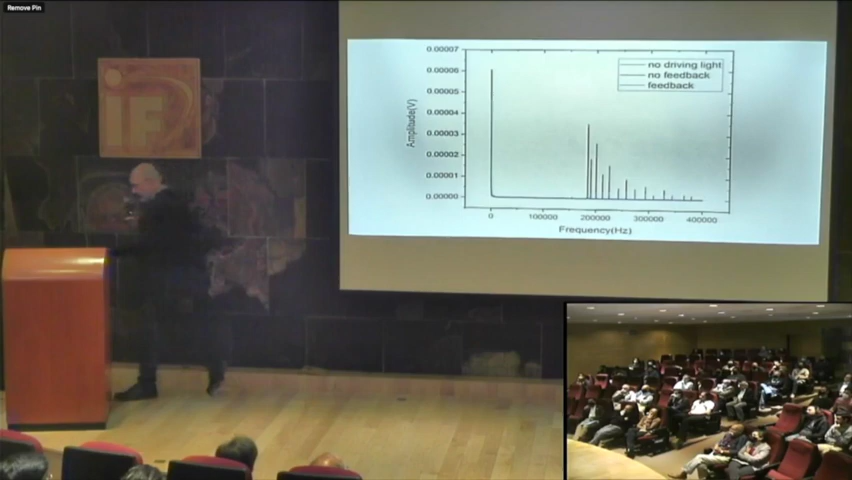 Remove Pin
IF
0.00007
0.00006
0.00005
0.00004
0.00003
0.00002
0.00001
0.00000
Amplitude(V)
no driving light
no feedback
feedback
0
100000
200000
300000
400000
Frequency(Hz)